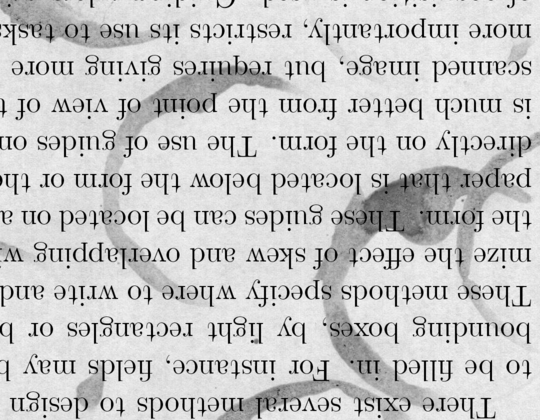 There exist several methods to design
to be filled in. For instance, fields may b
bounding boxes, by light rectangles or b
These methods specify where to write and
mize the effect of skew and overlapping w
the form. These guides can be located on a
paper that is located below the form or the
directly on the form. The use of guides on
is much better from the point of view of t
scanned image, but requires giving more
more importantly, restricts its use to tasks